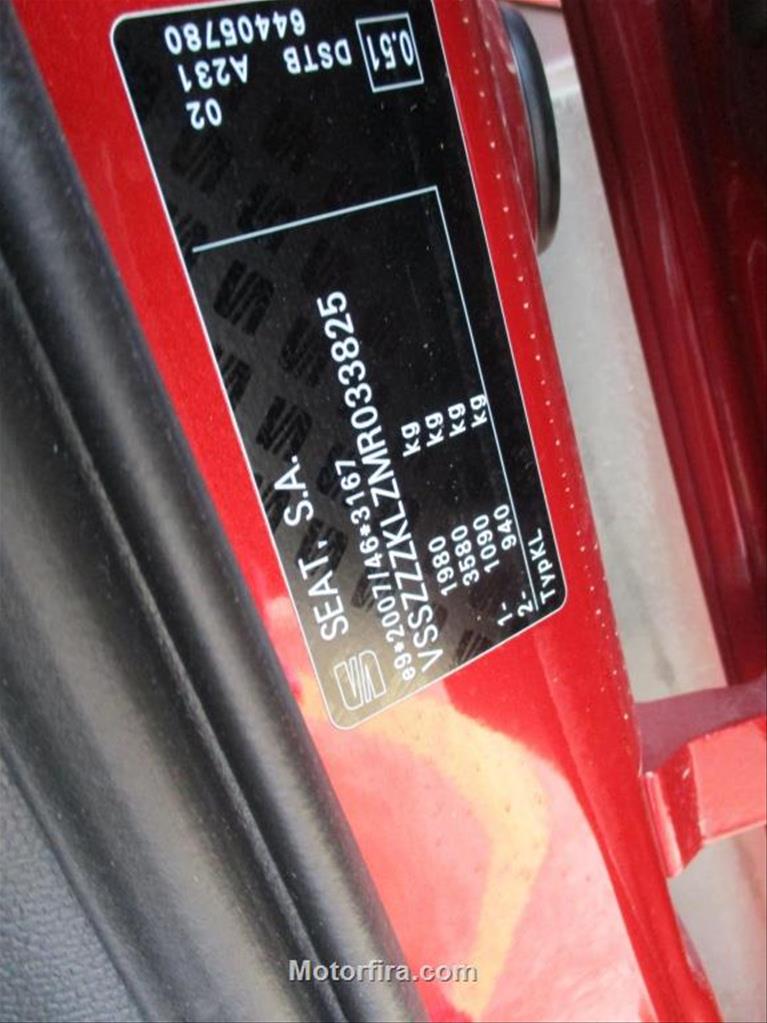 SEAT, S.A.
e9*2007/46*3167
VSSZZZKLZMR033825
1980 kg
3580 kg
1- 1090 kg
2- 940 kg
TYPKL
64405780
A231 DSTB
02
0.51
Motorfira.com